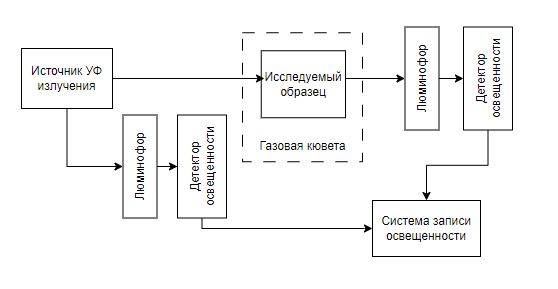 Источник УФ
излучения
Исследуемый
образец
Газовая кювета
Люминофор
Детектор
освещенности
Люминофор
Детектор
освещенности
Система записи
освещенности